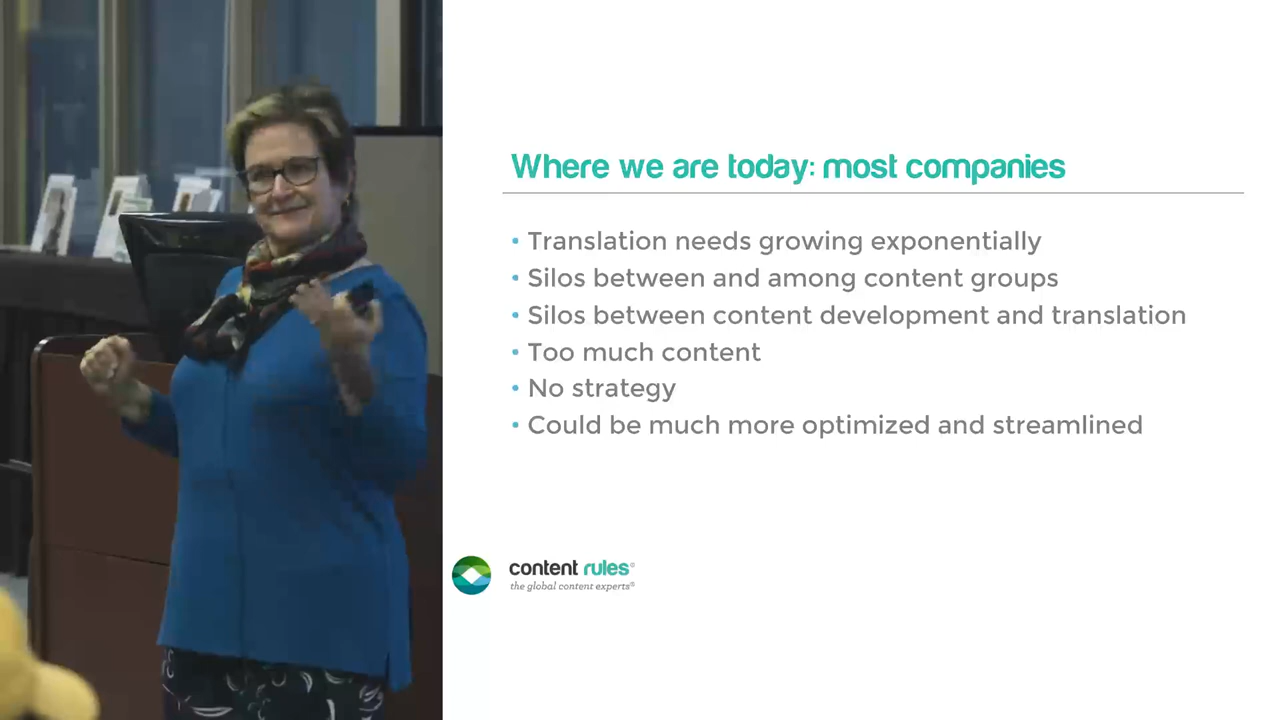 Where we are today: most companies
• Translation needs growing exponentially
• Silos between and among content groups
• Silos between content development and translation
• Too much content
• No strategy
• Could be much more optimized and streamlined
content rules®
the global content experts®